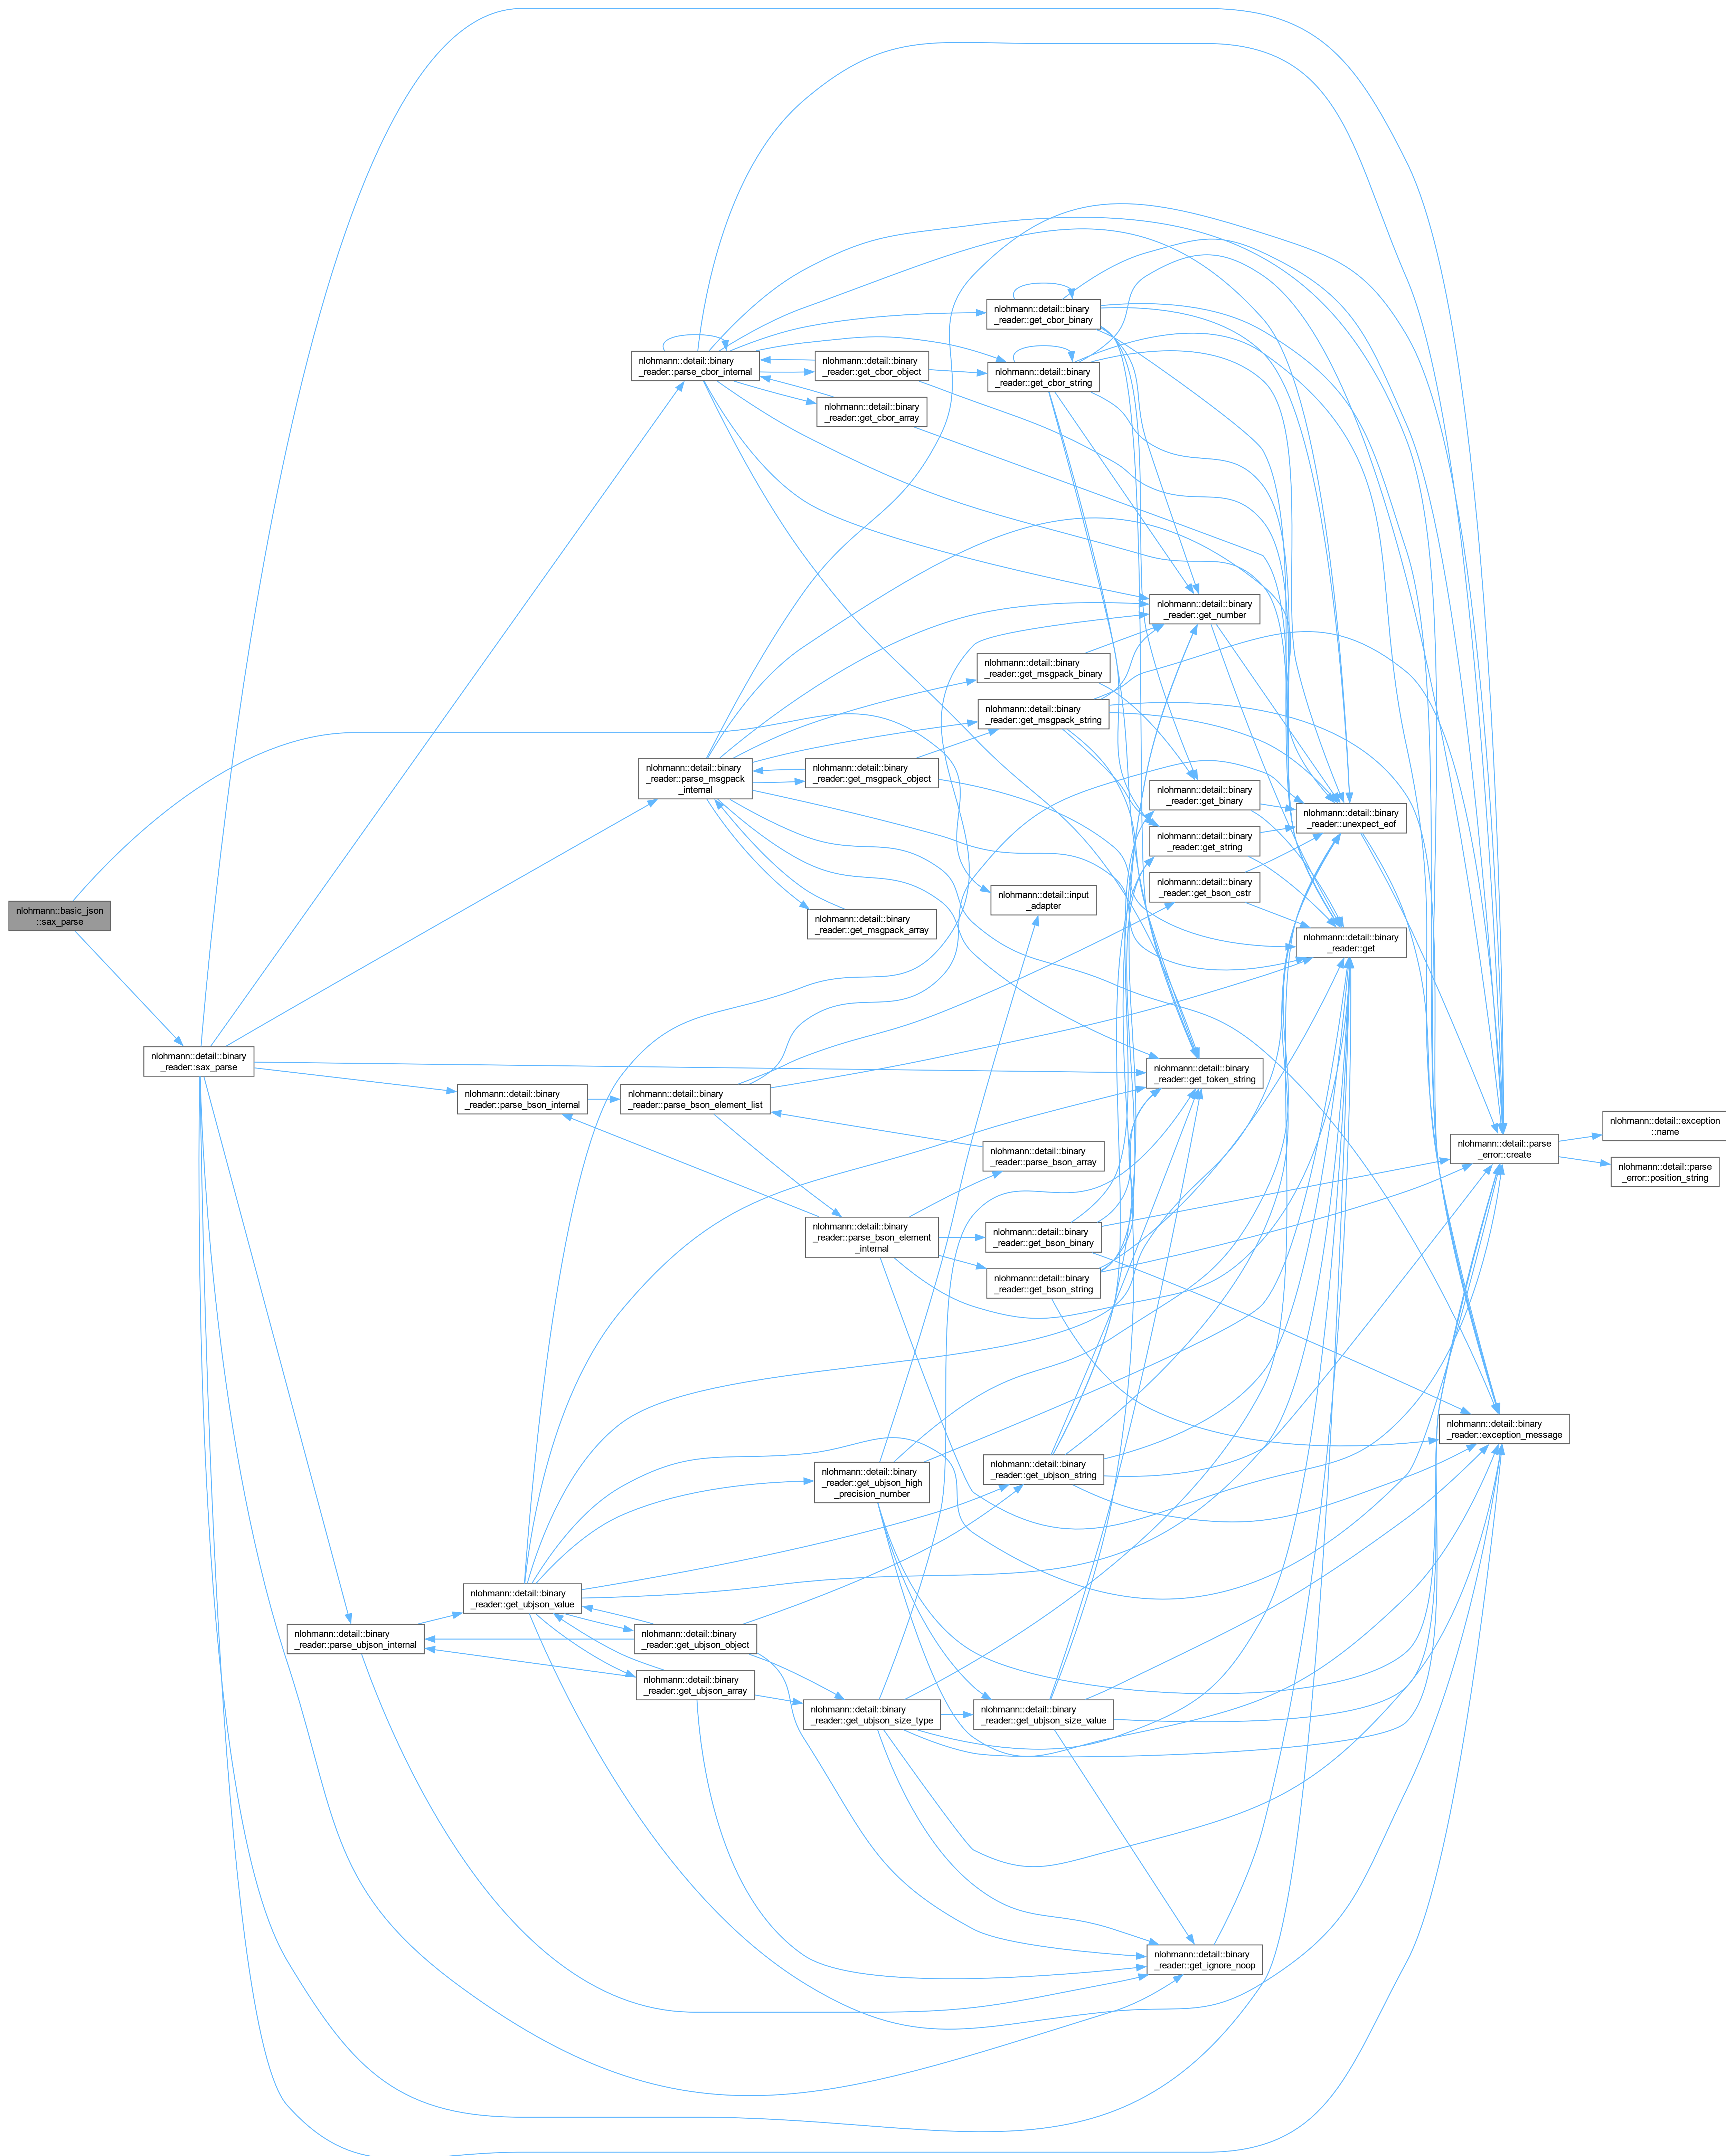 nlohmann::basic_json
::sax_parse
nlohmann::detail::binary
_reader::sax_parse
nlohmann::detail::binary
_reader::parse_ubjson_internal
nlohmann::detail::binary
_reader::parse_bson_internal
nlohmann::detail::binary
_reader::get_ubjson_value
nlohmann::detail::binary
_reader::parse_cbor_internal
nlohmann::detail::binary
_reader::parse_msgpack
_internal
nlohmann::detail::binary
_reader::parse_bson_element_list
nlohmann::detail::binary
_reader::get_ubjson_object
nlohmann::detail::binary
_reader::get_ubjson_array
nlohmann::detail::binary
_reader::get_cbor_object
nlohmann::detail::binary
_reader::get_cbor_array
nlohmann::detail::binary
_reader::get_msgpack_object
nlohmann::detail::binary
_reader::get_msgpack_array
nlohmann::detail::binary
_reader::parse_bson_element
_internal
nlohmann::detail::binary
_reader::get_ubjson_high
_precision_number
nlohmann::detail::binary
_reader::get_ubjson_size_type
nlohmann::detail::binary
_reader::get_cbor_binary
nlohmann::detail::binary
_reader::get_cbor_string
nlohmann::detail::binary
_reader::get_msgpack_binary
nlohmann::detail::binary
_reader::get_msgpack_string
nlohmann::detail::input
_adapter
nlohmann::detail::binary
_reader::parse_bson_array
nlohmann::detail::binary
_reader::get_bson_binary
nlohmann::detail::binary
_reader::get_bson_string
nlohmann::detail::binary
_reader::get_ubjson_string
nlohmann::detail::binary
_reader::get_ubjson_size_value
nlohmann::detail::binary
_reader::get_number
nlohmann::detail::binary
_reader::get_binary
nlohmann::detail::binary
_reader::get_string
nlohmann::detail::binary
_reader::get_bson_cstr
nlohmann::detail::binary
_reader::get_token_string
nlohmann::detail::binary
_reader::get_ignore_noop
nlohmann::detail::binary
_reader::unexpect_eof
nlohmann::detail::binary
_reader::get
nlohmann::detail::parse
_error::create
nlohmann::detail::binary
_reader::exception_message
nlohmann::detail::exception
::name
nlohmann::detail::parse
_error::position_string